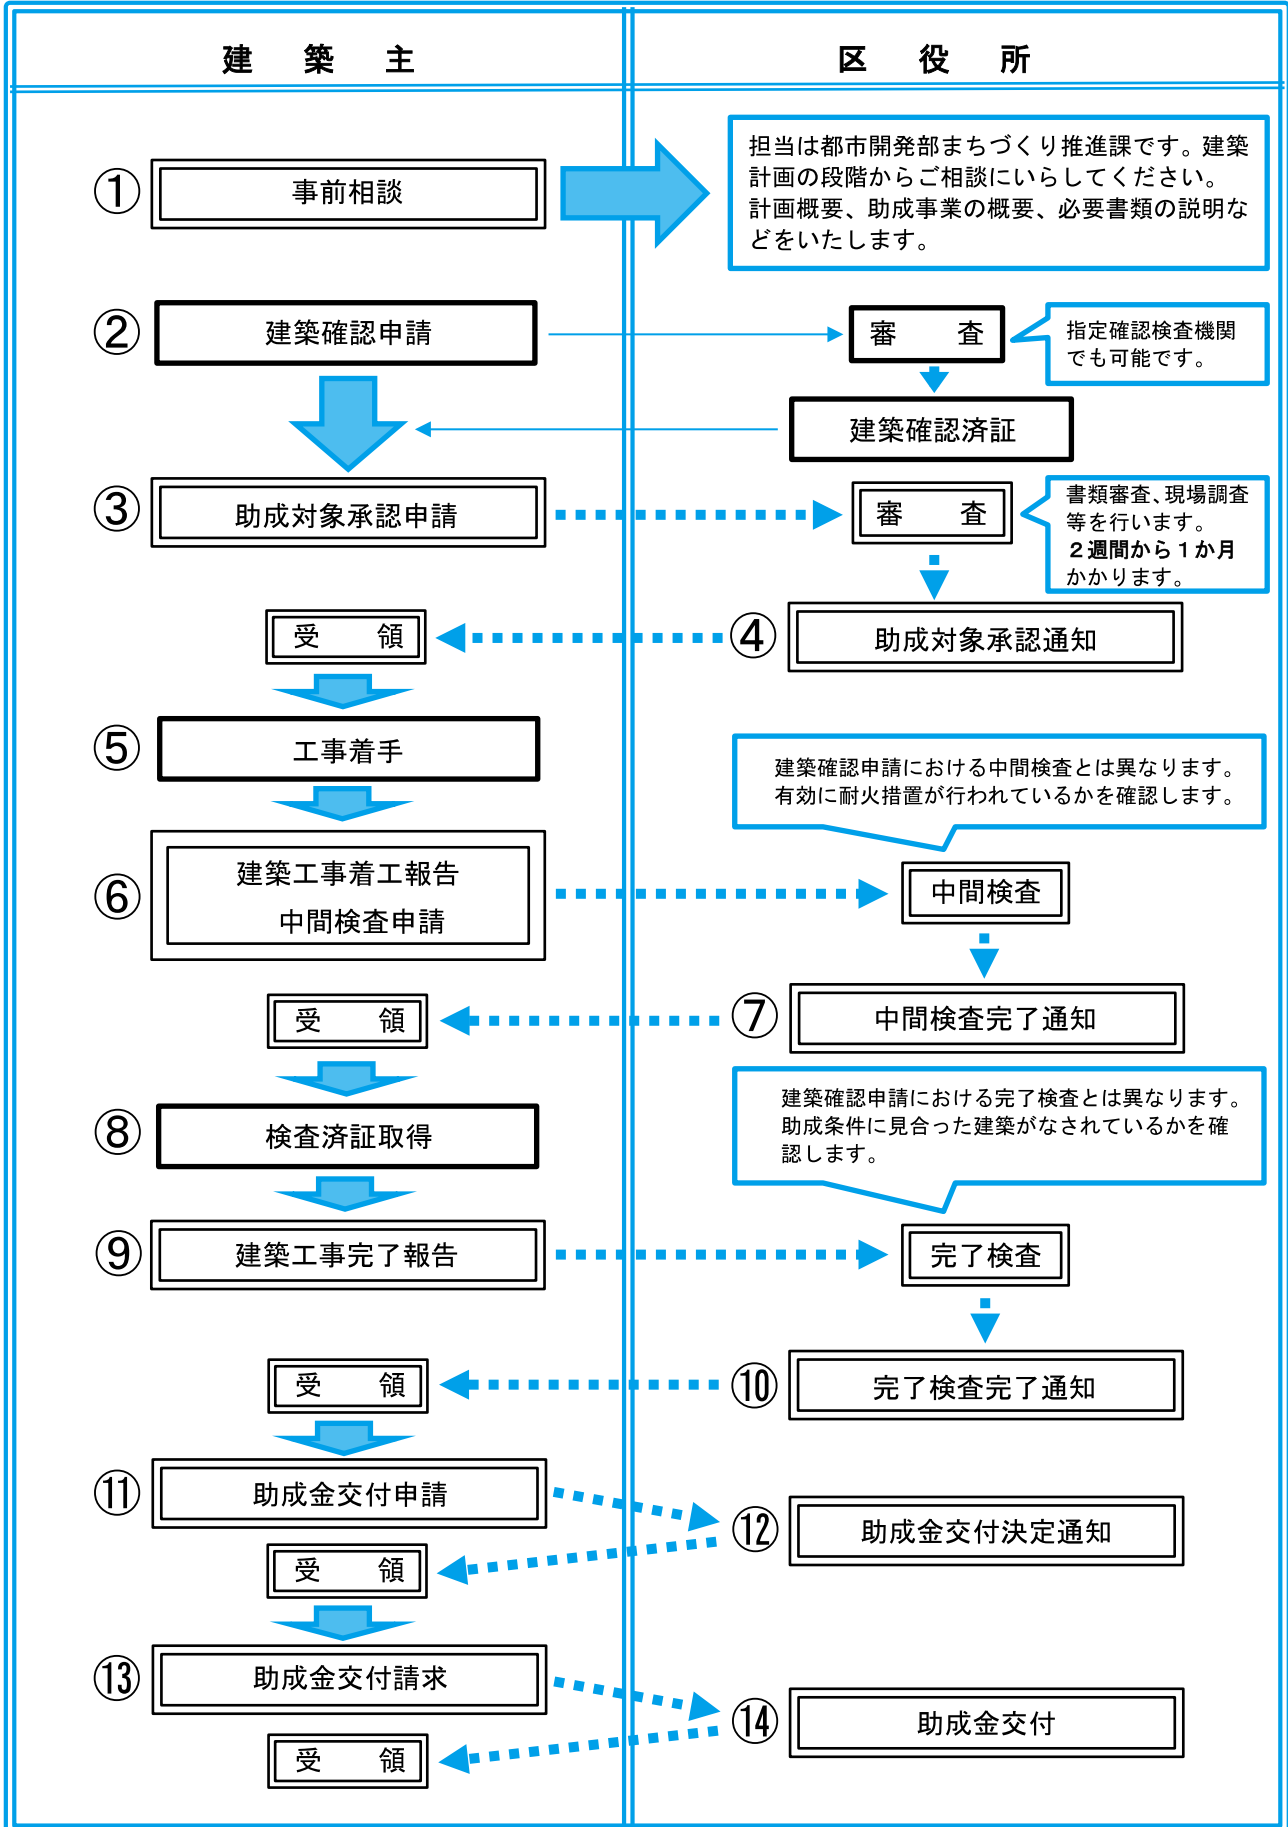 建築主
区役所
① 事前相談
担当は都市開発部まちづくり推進課です。建築
計画の段階からご相談にいらしてください。
計画概要、助成事業の概要、必要書類の説明な
どをいたします。
② 建築確認申請
審査
指定確認検査機関
でも可能です。
建築確認済証
③ 助成対象承認申請
審査
書類審査、現場調査
等を行います。
２週間から１か月
かかります。
受領
④ 助成対象承認通知
⑤ 工事着手
建築確認申請における中間検査とは異なります。
有効に耐火措置が行われているかを確認します。
⑥ 建築工事着工報告
中間検査申請
中間検査
受領
⑦ 中間検査完了通知
建築確認申請における完了検査とは異なります。
助成条件に見合った建築がなされているかを確
認します。
⑧ 検査済証取得
⑨ 建築工事完了報告
完了検査
受領
⑩ 完了検査完了通知
⑪ 助成金交付申請
⑫ 助成金交付決定通知
受領
⑬ 助成金交付請求
⑭ 助成金交付
受領